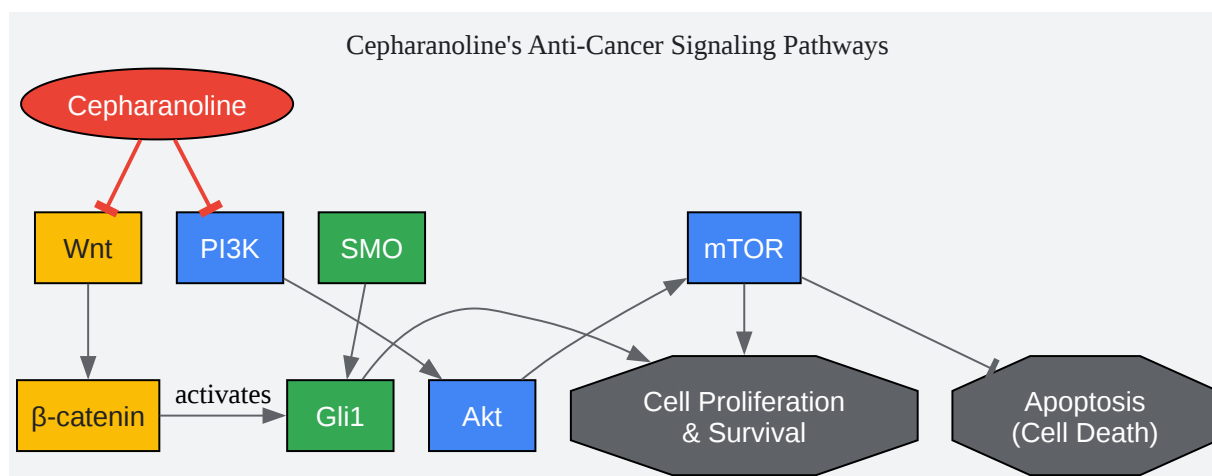 Cepharanoline's Anti-Cancer Signaling Pathways
Cepharanoline
Wnt
PI3K
SMO
mTOR
β-catenin
activates
Gli1
Akt
Cell Proliferation
& Survival
Apoptosis
(Cell Death)